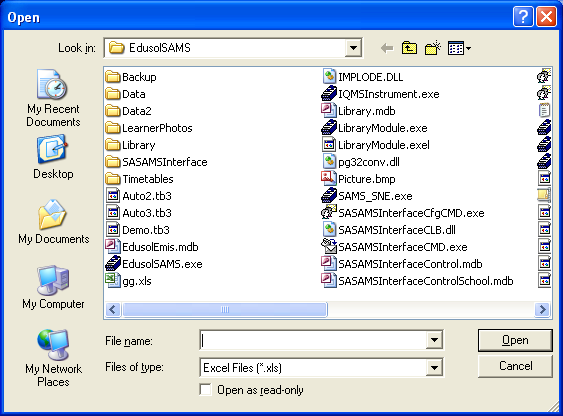 Open
Look in: EdusolSAMS
My Recent
Documents
Desktop
My Documents
My Computer
My Network
Places
Backup
Data
Data2
LearnerPhotos
Library
SASAMSInterface
Timetables
Auto2.tb3
Auto3.tb3
Demo.tb3
EdusolEmis.mdb
EdusolSAMS.exe
gg.xls
IMPLODE.DLL
IQMSInstrument.exe
Library.mdb
LibraryModule.exe
LibraryModule.exel
pg32conv.dll
Picture.bmp
SAMS_SNE.exe
SASAMSInterfaceCfgCMD.exe
SASAMSInterfaceCLB.dll
SASAMSInterfaceCMD.exe
SASAMSInterfaceControl.mdb
SASAMSInterfaceControlSchool.mdb
File name:
Open
Files of type: Excel Files (*.xls)
Cancel
Open as read-only